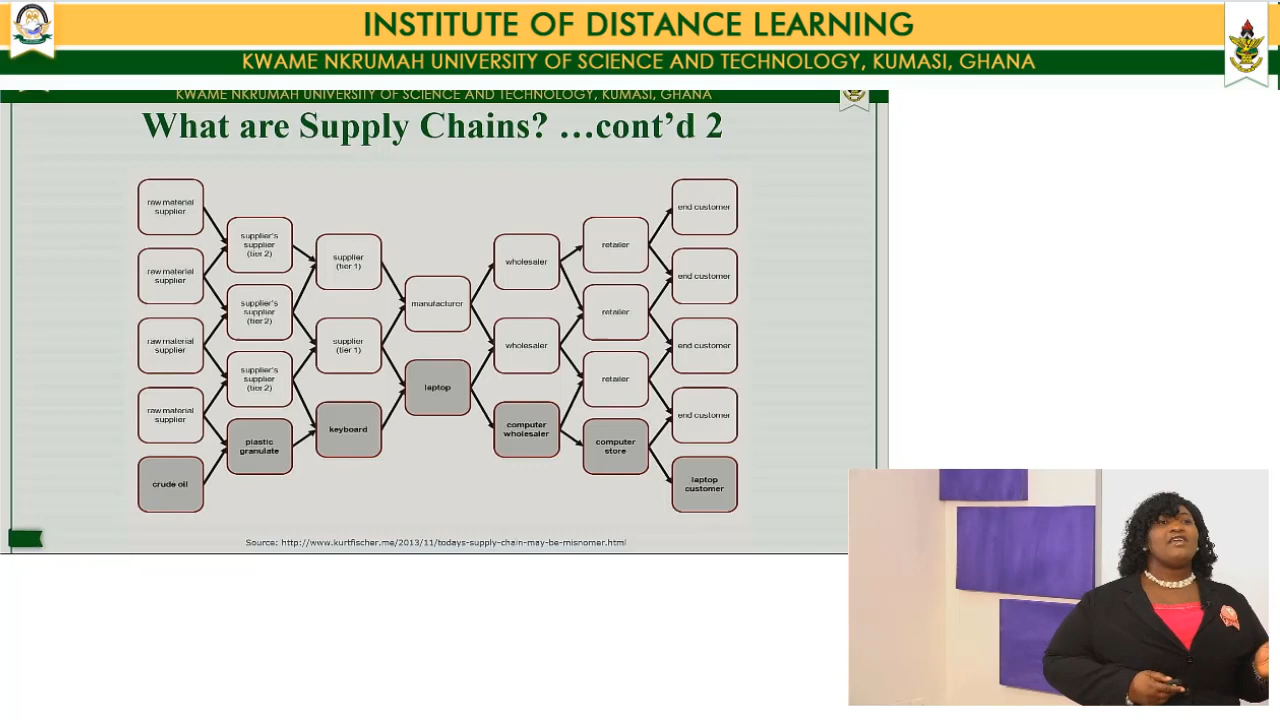 INSTITUTE OF DISTANCE LEARNING
KWAME NKRUMAH UNIVERSITY OF SCIENCE AND TECHNOLOGY, KUMASI, GHANA
KWAME NKRUMAH UNIVERSITY OF SCIENCE AND TECHNOLOGY, KUMASI, GHANA
What are Supply Chains? …cont’d 2
raw material
supplier
raw material
supplier
raw material
supplier
raw material
supplier
crude oil
supplier's
supplier
(tier 2)
supplier's
supplier
(tier 2)
supplier's
supplier
(tier 2)
plastic
granulate
supplier
(tier 1)
supplier
(tier 1)
keyboard
manufacturer
laptop
wholesaler
wholesaler
computer
wholesaler
retailer
retailer
retailer
computer
store
end customer
end customer
end customer
end customer
laptop
customer
Source: http://www.kurtfischer.me/2013/11/todays-supply-chain-may-be-misnomer.html